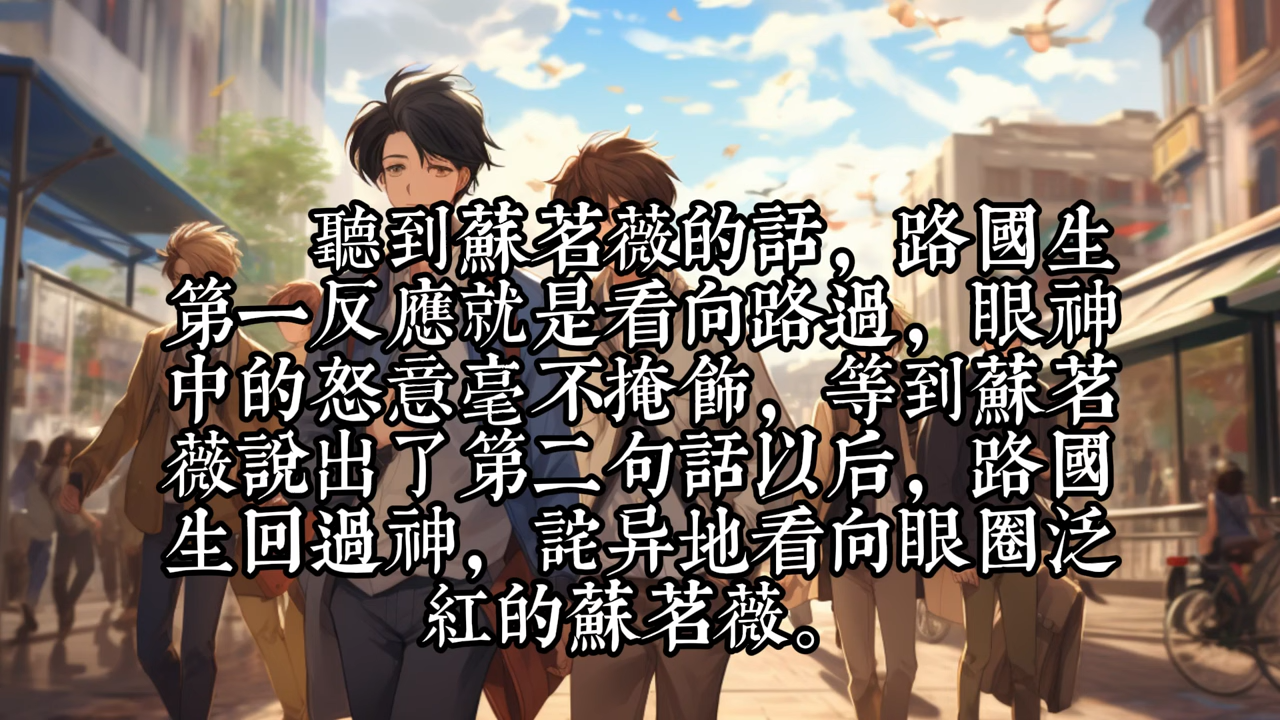 聽到蘇茗薇的話，路國生
第一反應就是看向路過，眼神
中的怒意毫不掩飾，等到蘇茗
薇說出了第二句話以后，路國
生回過神，詫异地看向眼圈泛
紅的蘇茗薇。